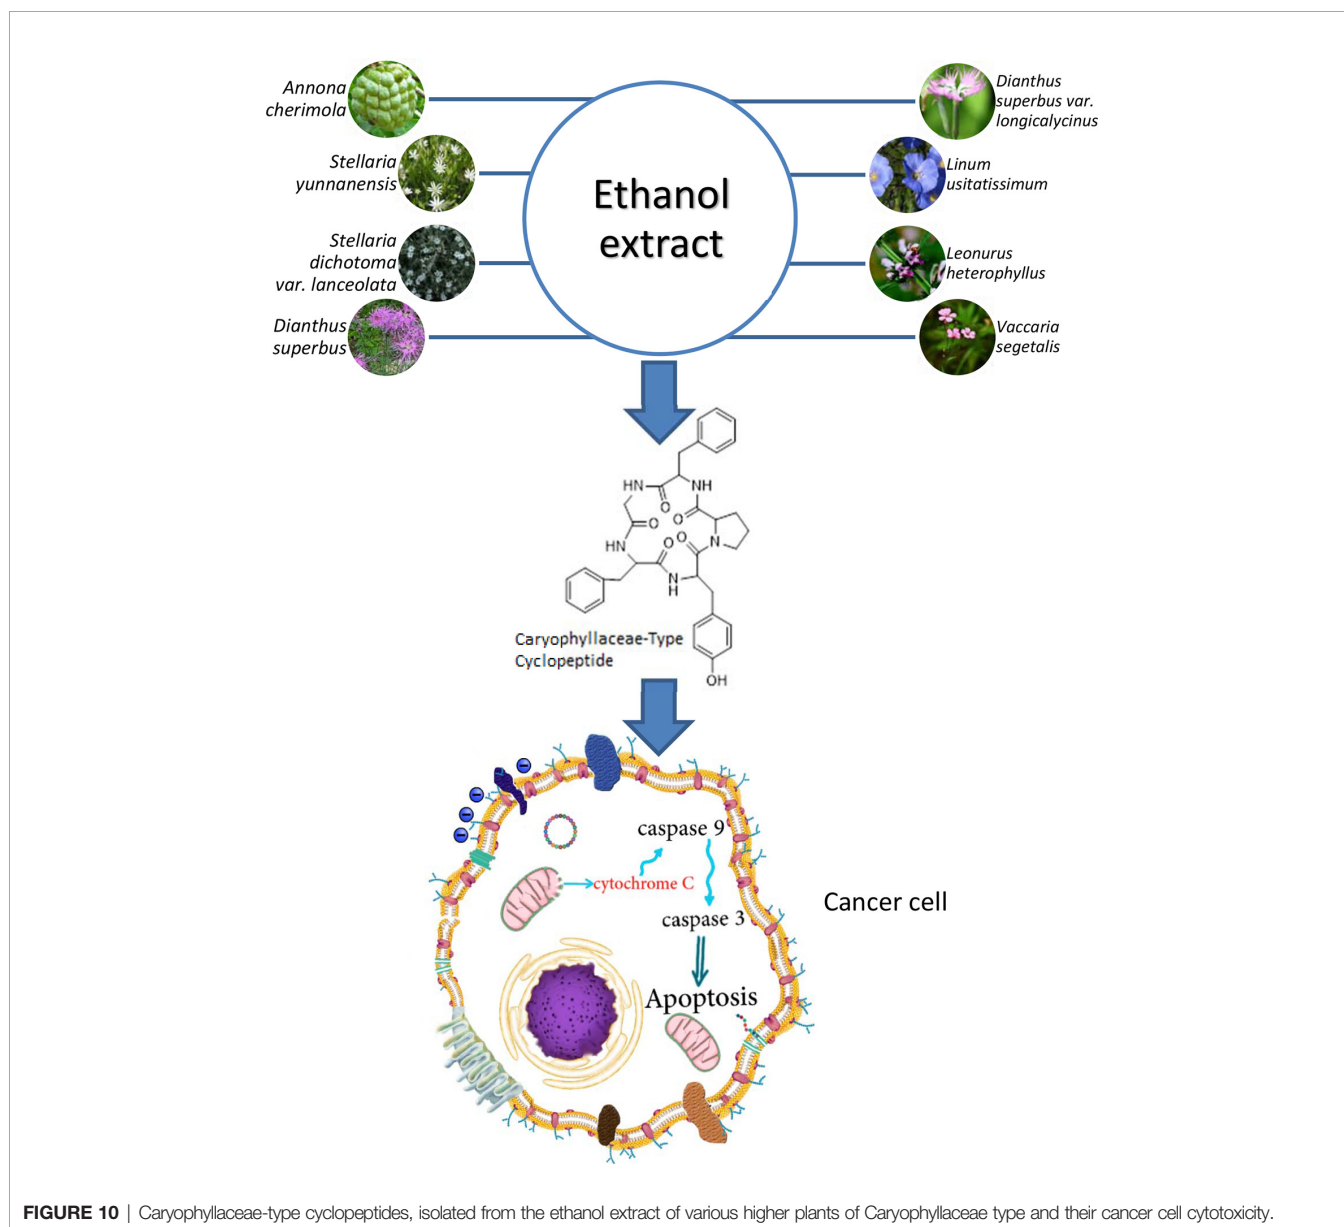 Annona
cherimola
Stellaria
yunnanensis
Stellaria
dichotoma
var. lanceolata
Dianthus
superbus
Ethanol
extract
Dianthus
superbus var.
longicalycinus
Linum
usitatissimum
Leonurus
heterophyllus
Vaccaria
segetalis
HN
O
NH
O
O
N
HN
O
O
N
H
OH
Caryophyllaceae-Type
Cyclopeptide
caspase 9
cytochrome C
caspase 3
Apoptosis
Cancer cell
FIGURE 10 | Caryophyllaceae-type cyclopeptides, isolated from the ethanol extract of various higher plants of Caryophyllaceae type and their cancer cell cytotoxicity.